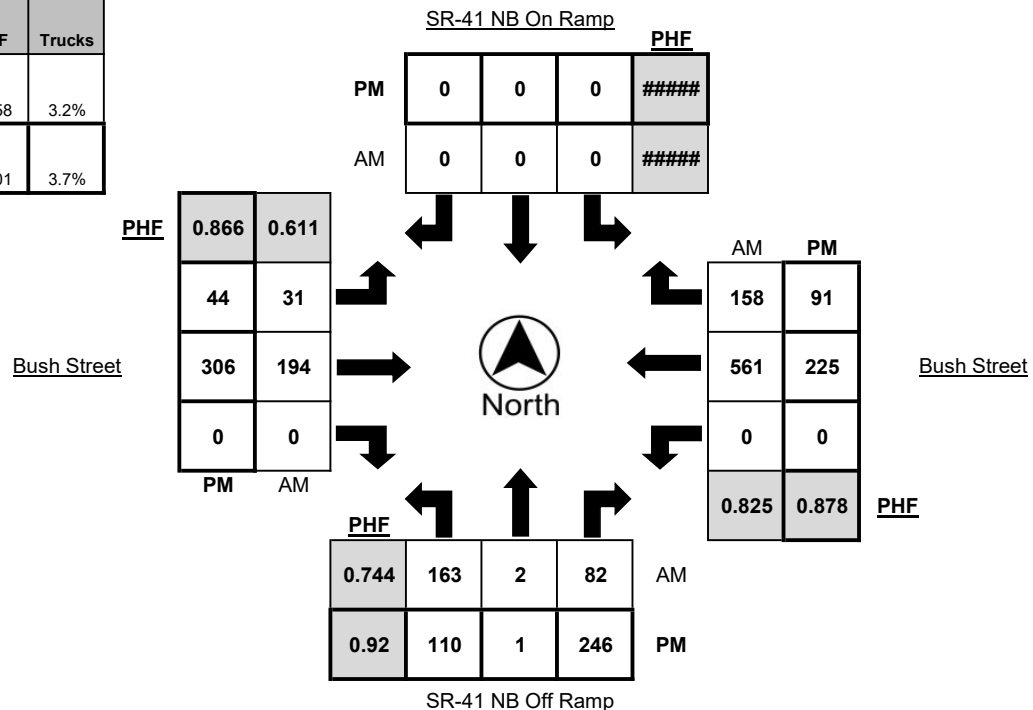 SR-41 NB On Ramp
Trucks
PHF
PM 0 0 0 #####
3.2%
AM 0 0 0 #####
3.7%
PHF 0.866 0.611
AM PM
44 31
158 91
Bush Street 306 194
561 225 Bush Street
North
0 0
0 0
PM AM
0.825 0.878 PHF
PHF
0.744 163 2 82 AM
0.92 110 1 246 PM
SR-41 NB Off Ramp